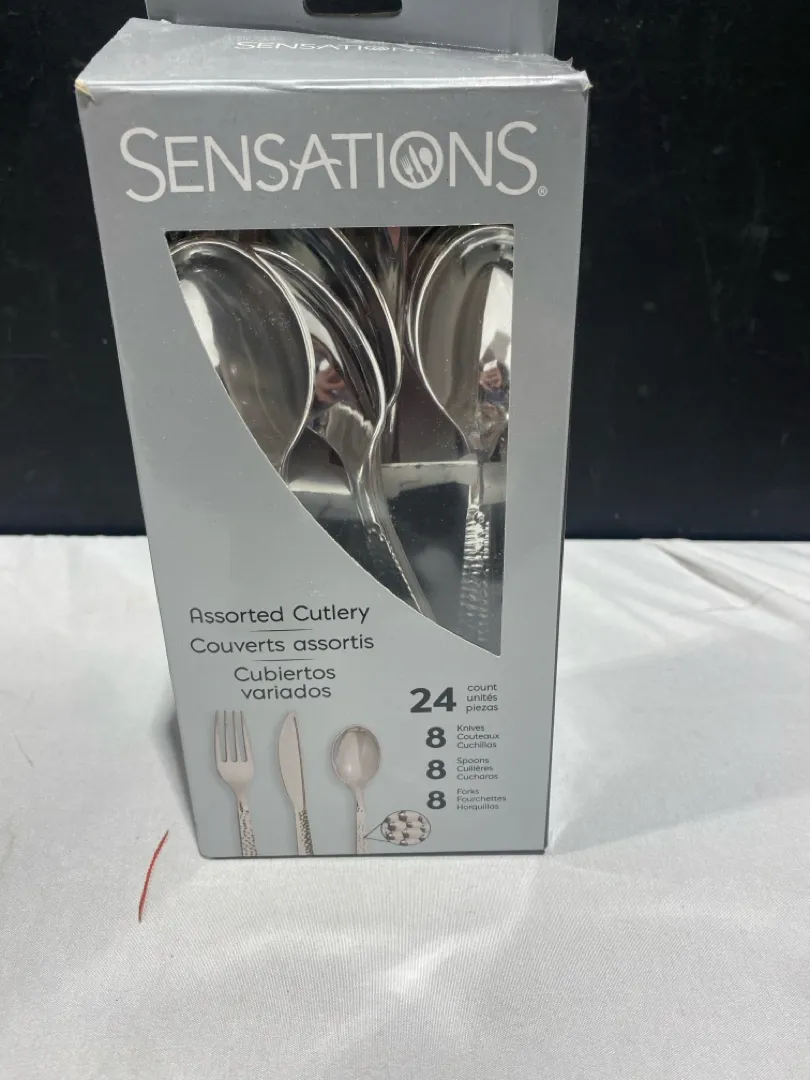 SENSATIONS
SENSATIONS®
Assorted Cutlery
Couverts assortis
Cubiertos
variados
24 count
unités
piezas
8 Knives
Couteaux
Cuchillas
8 Spoons
Cuillères
Cucharas
8 Forks
Fourchettes
Horquillas